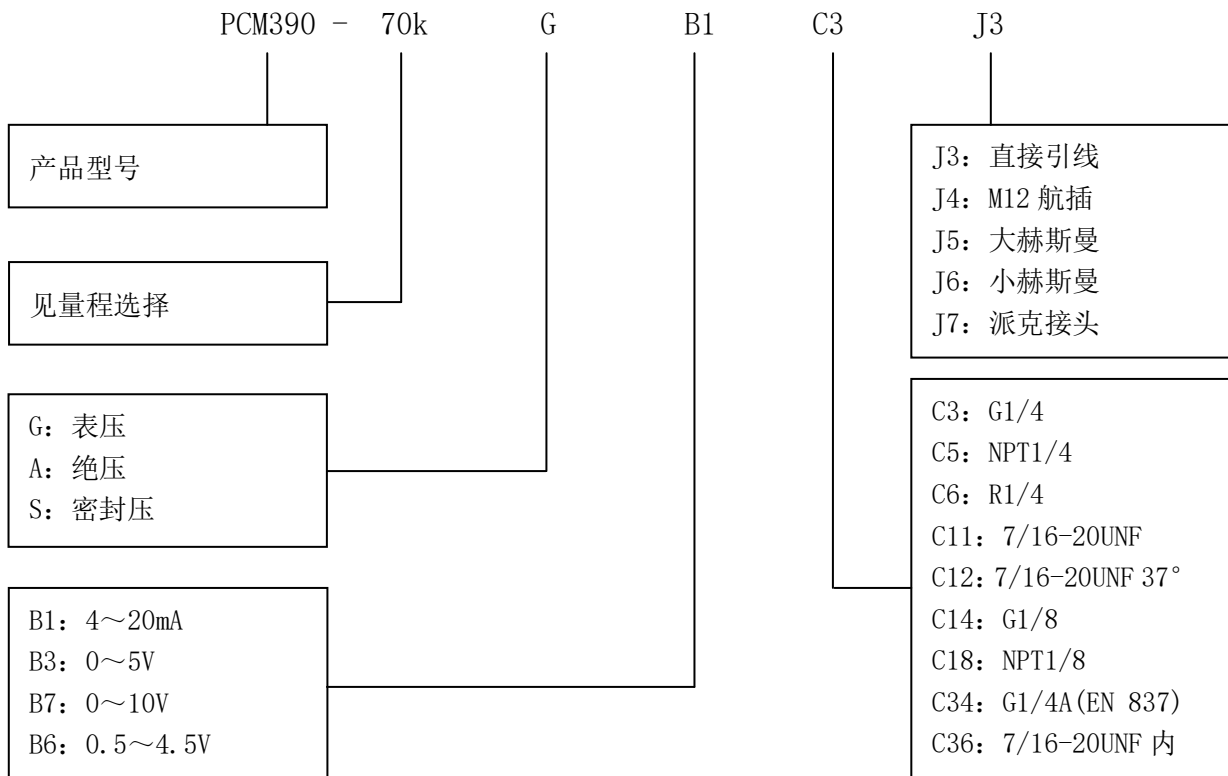 PCM390 - 70k G B1 C3 J3
产品型号
见量程选择
G: 表压
A: 绝压
S: 密封压
B1: 4～20mA
B3: 0～5V
B7: 0～10V
B6: 0.5～4.5V
J3: 直接引线
J4: M12 航插
J5: 大赫斯曼
J6: 小赫斯曼
J7: 派克接头
C3: G1/4
C5: NPT1/4
C6: R1/4
C11: 7/16-20UNF
C12: 7/16-20UNF 37°
C14: G1/8
C18: NPT1/8
C34: G1/4A(EN 837)
C36: 7/16-20UNF 内